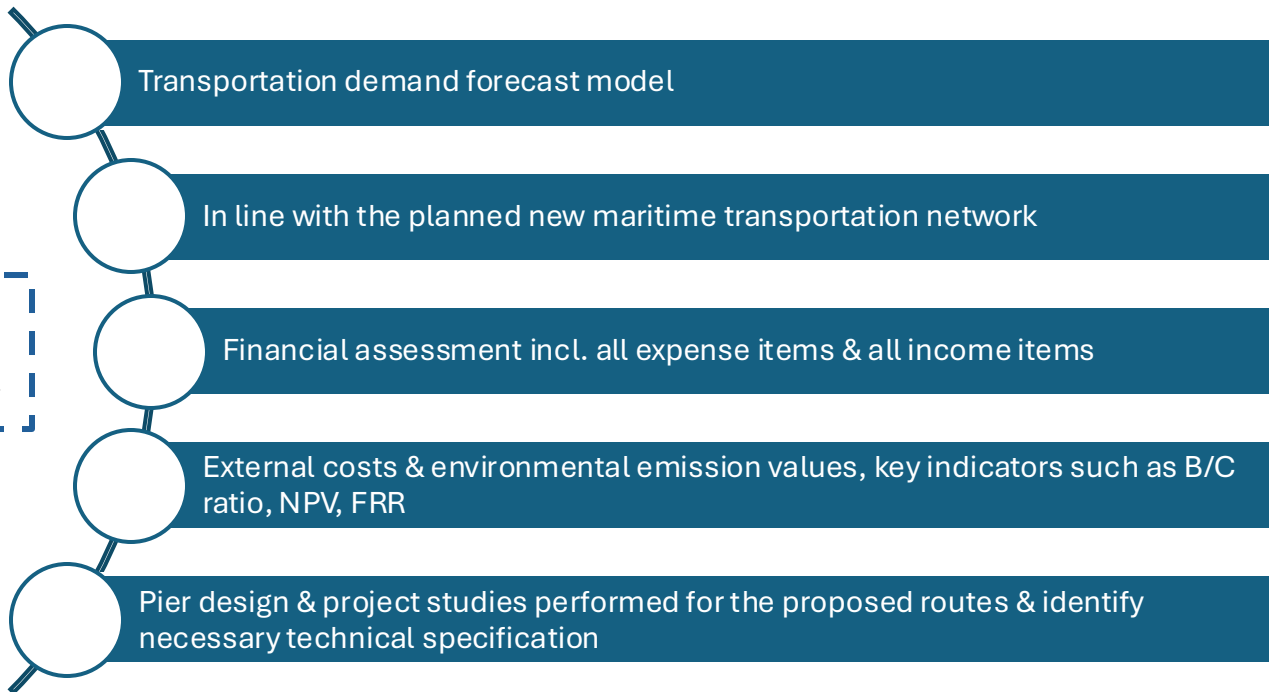 Transportation demand forecast model
In line with the planned new maritime transportation network
Financial assessment incl. all expense items & all income items
External costs & environmental emission values, key indicators such as B/C
ratio, NPV, FRR
Pier design & project studies performed for the proposed routes & identify
necessary technical specification